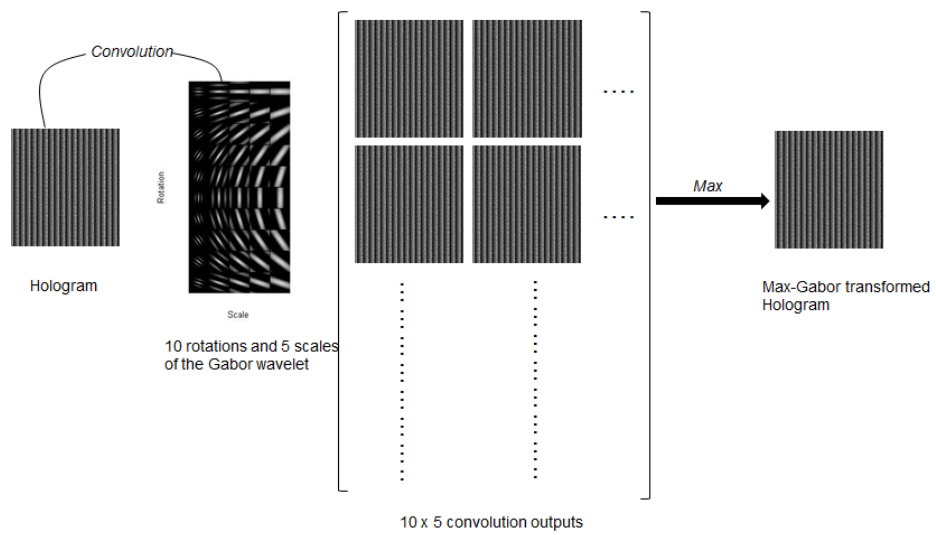 Convolution
Hologram
Rotation
Scale
10 rotations and 5 scales
of the Gabor wavelet
....
....
10 x 5 convolution outputs
Max
Max-Gabor transformed
Hologram